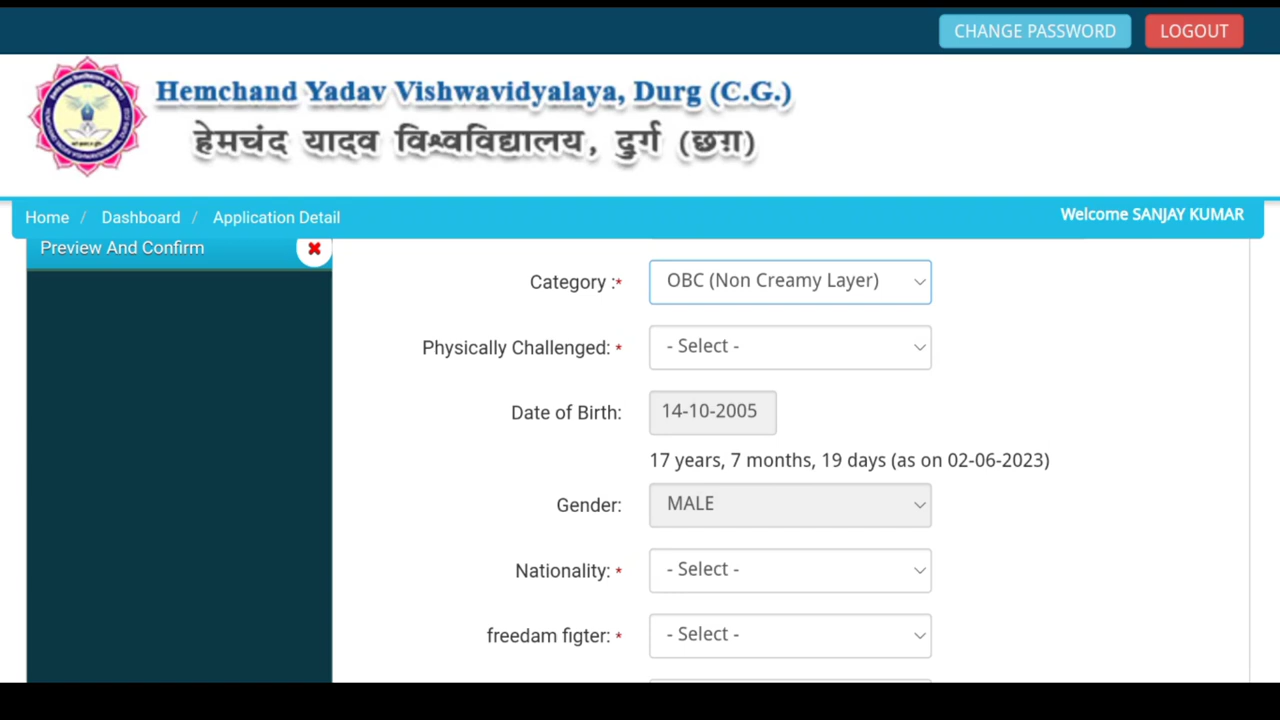 CHANGE PASSWORD LOGOUT
Hemchand Yadav Vishwavidyalaya, Durg (C.G.)
हेमचंद यादव विश्वविद्यालय, दुर्ग (छग़)
Home / Dashboard / Application Detail Welcome SANJAY KUMAR
Preview And Confirm
Category :* OBC (Non Creamy Layer)
Physically Challenged: * - Select -
Date of Birth: 14-10-2005
17 years, 7 months, 19 days (as on 02-06-2023)
Gender: MALE
Nationality: * - Select -
freedam figter: * - Select -